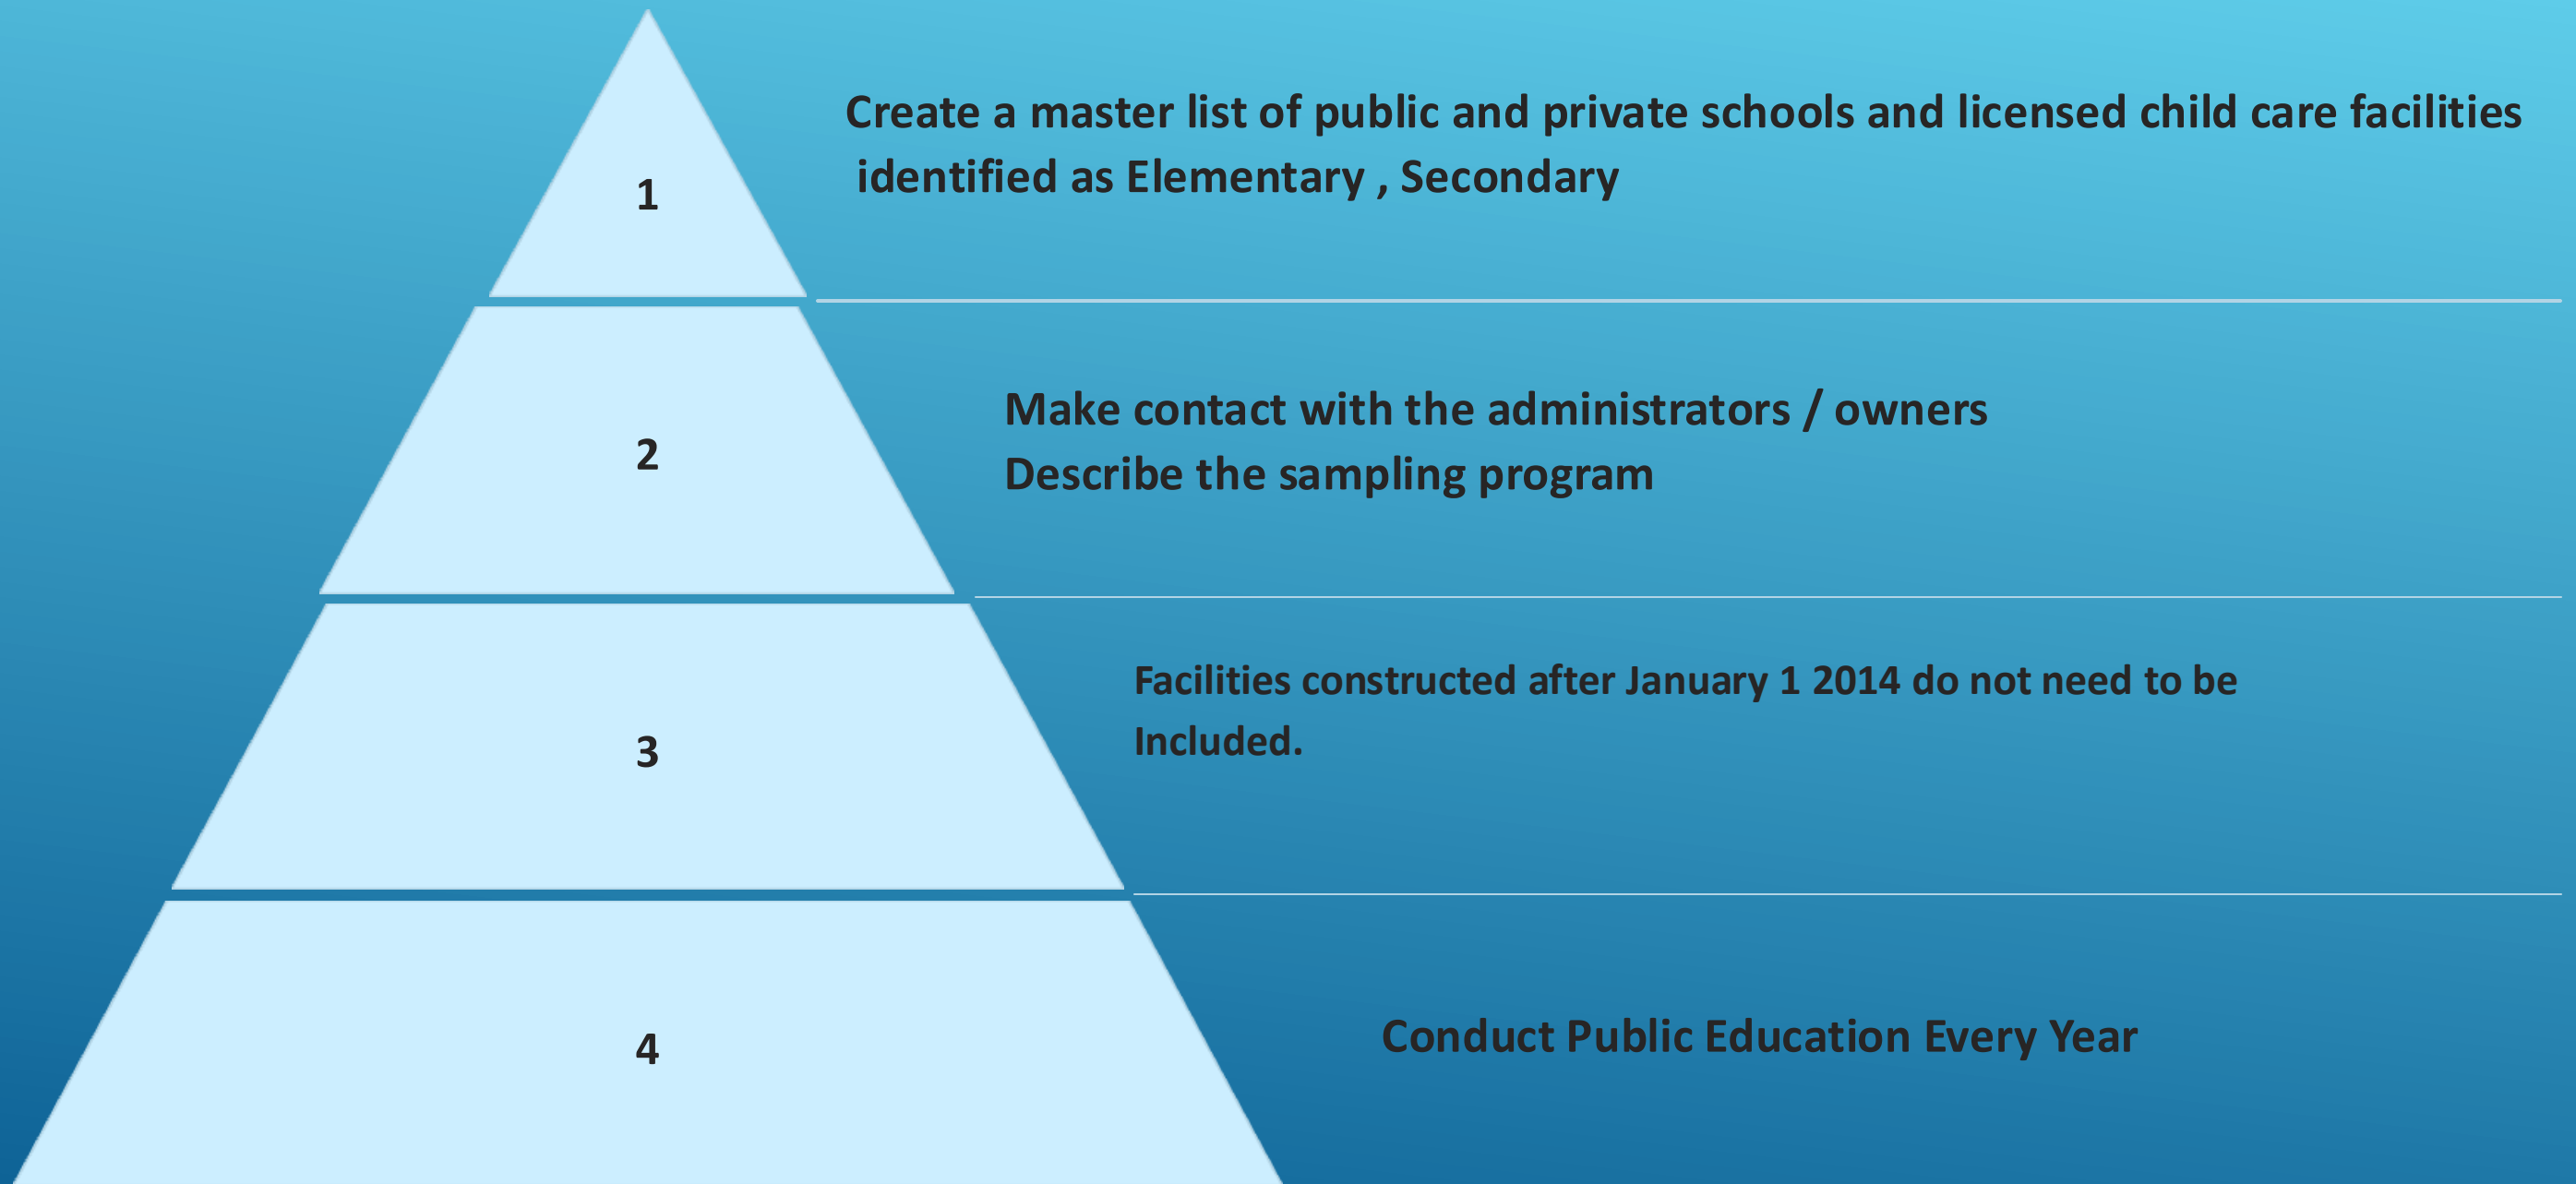 1
Create a master list of public and private schools and licensed child care facilities
identified as Elementary , Secondary
2
Make contact with the administrators / owners
Describe the sampling program
3
Facilities constructed after January 1 2014 do not need to be
Included.
4
Conduct Public Education Every Year